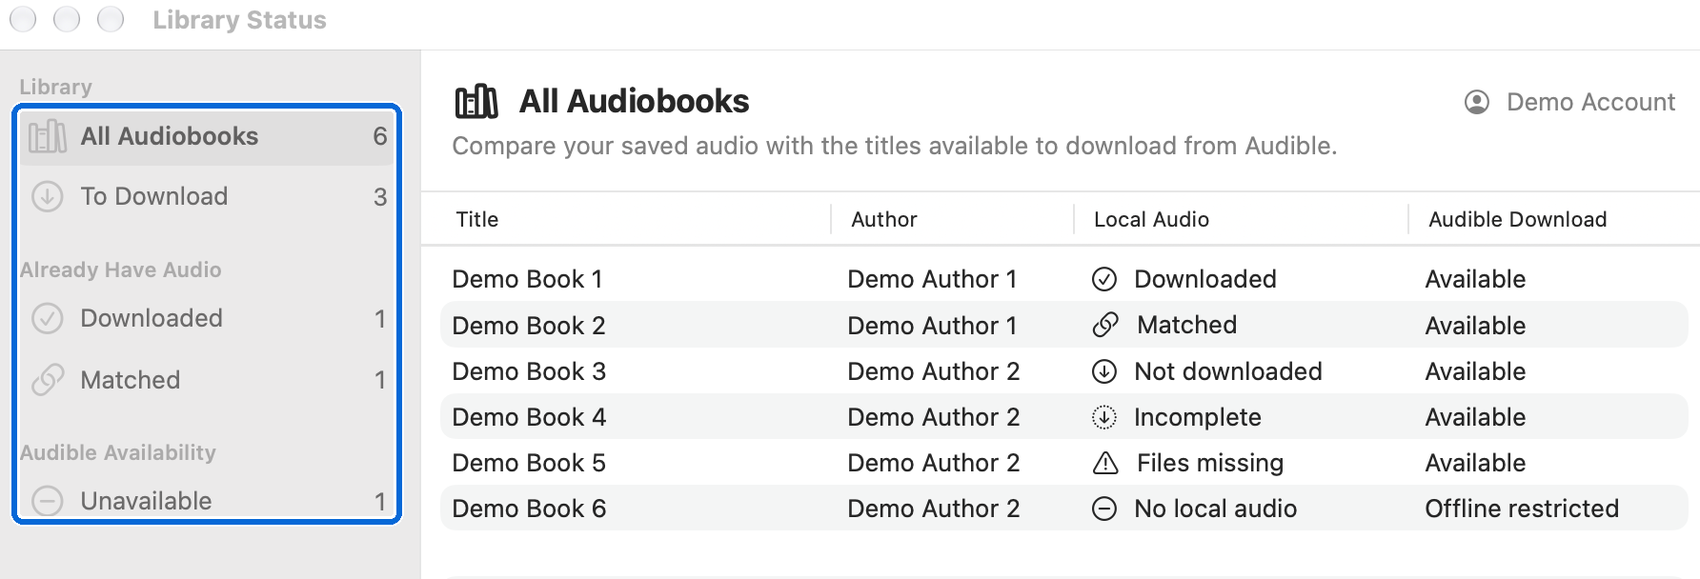 Library Status
Library
All Audiobooks 6
To Download 3
Already Have Audio
Downloaded 1
Matched 1
Audible Availability
Unavailable 1
All Audiobooks
Demo Account
Compare your saved audio with the titles available to download from Audible.
Title Author Local Audio Audible Download
Demo Book 1 Demo Author 1 Downloaded Available
Demo Book 2 Demo Author 1 Matched Available
Demo Book 3 Demo Author 2 Not downloaded Available
Demo Book 4 Demo Author 2 Incomplete Available
Demo Book 5 Demo Author 2 Files missing Available
Demo Book 6 Demo Author 2 No local audio Offline restricted